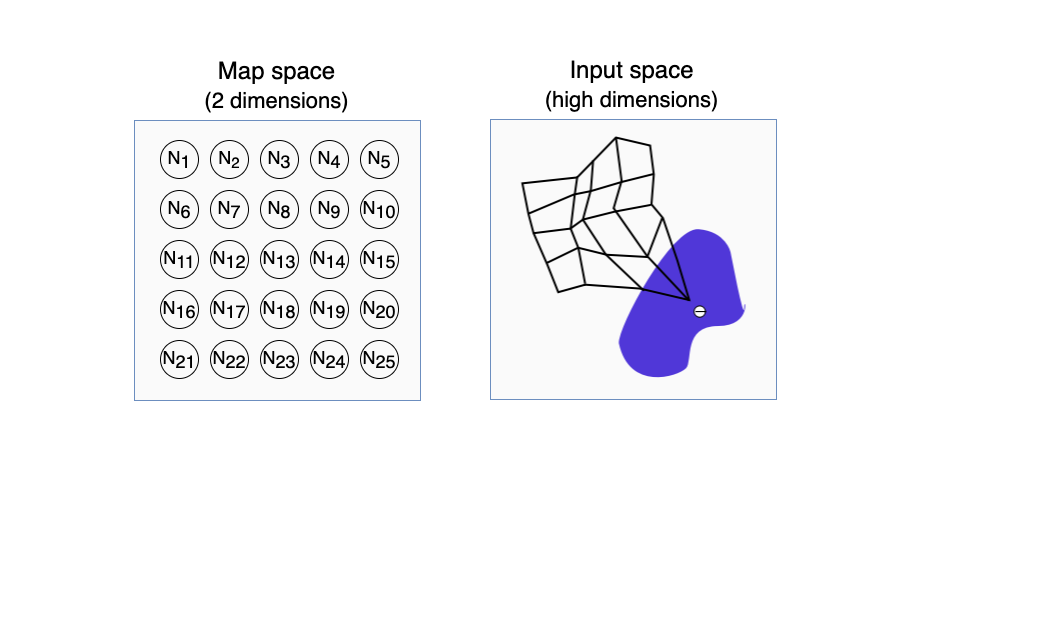 Map space
(2 dimensions)
N1 N2 N3 N4 N5
N6 N7 N8 N9 N10
N11 N12 N13 N14 N15
N16 N17 N18 N19 N20
N21 N22 N23 N24 N25
Input space
(high dimensions)